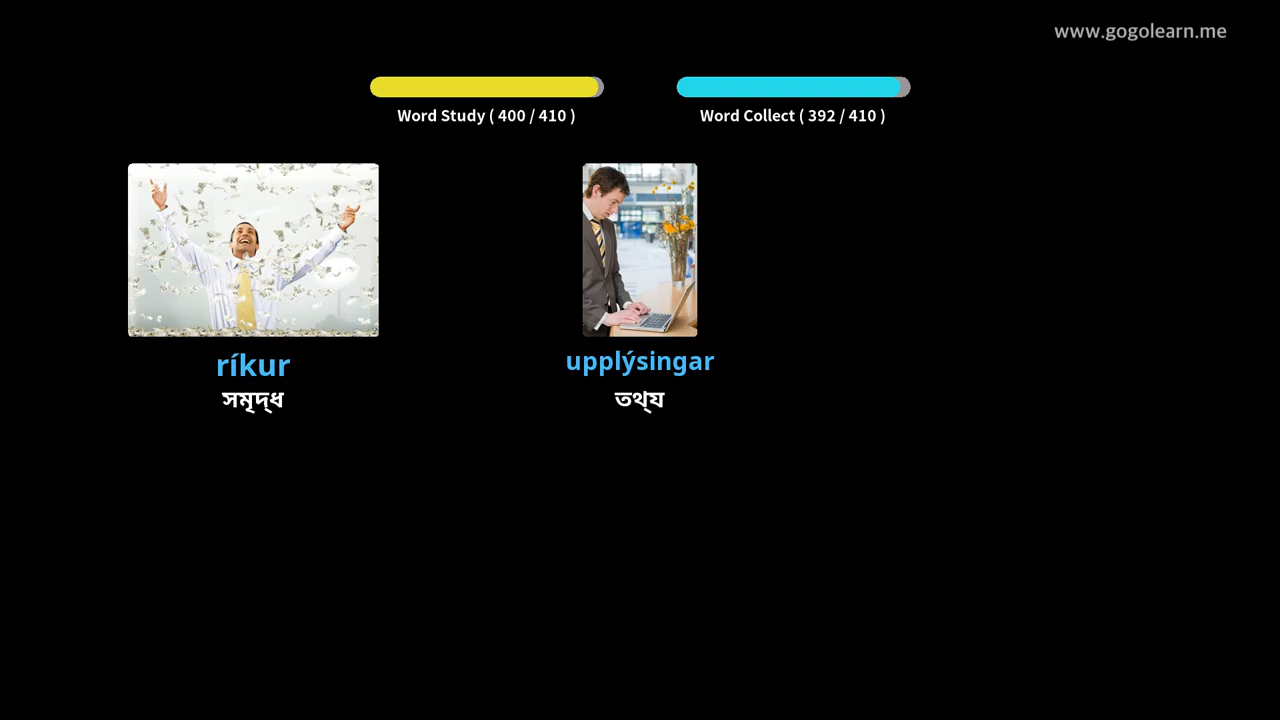 www.gogolearn.me
Word Study ( 400 / 410 )
Word Collect ( 392 / 410 )
ríkur
সমৃদ্ধ
upplýsingar
তথ্য